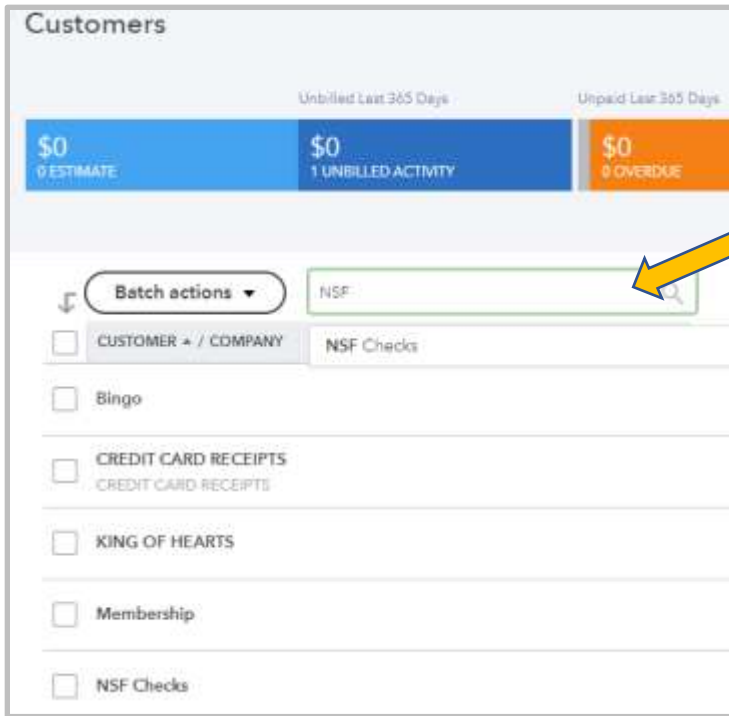 Customers
Unbilled Last 365 Days
Unpaid Last 365 Days
$0
0 ESTIMATE
$0
1 UNBILLED ACTIVITY
$0
0 OVERDUE
Batch actions
NSF
CUSTOMER / COMPANY
NSF Checks
Bingo
CREDIT CARD RECEIPTS
CREDIT CARD RECEIPTS
KING OF HEARTS
Membership
NSF Checks